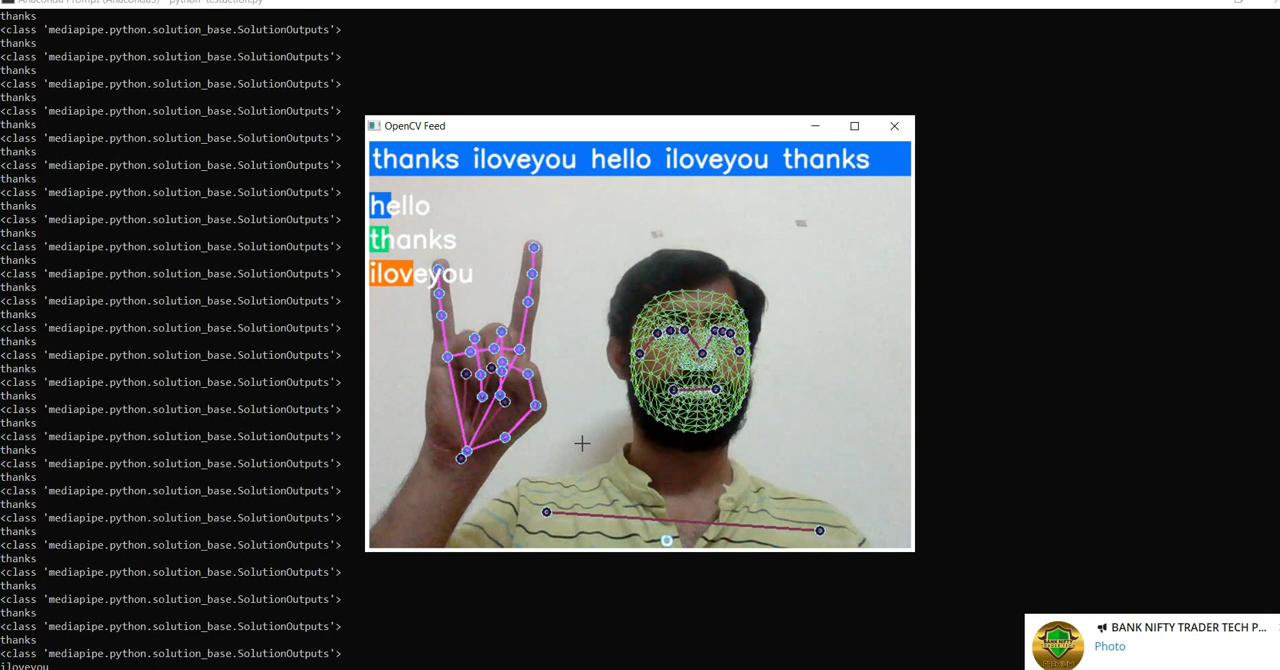 Anaconda Prompt (Anaconda3) - python testaction.py
thanks
<class 'mediapipe.python.solution_base.SolutionOutputs'>
thanks
<class 'mediapipe.python.solution_base.SolutionOutputs'>
thanks
<class 'mediapipe.python.solution_base.SolutionOutputs'>
thanks
<class 'mediapipe.python.solution_base.SolutionOutputs'>
thanks
<class 'mediapipe.python.solution_base.SolutionOutputs'>
thanks
<class 'mediapipe.python.solution_base.SolutionOutputs'>
thanks
<class 'mediapipe.python.solution_base.SolutionOutputs'>
thanks
<class 'mediapipe.python.solution_base.SolutionOutputs'>
thanks
<class 'mediapipe.python.solution_base.SolutionOutputs'>
thanks
<class 'mediapipe.python.solution_base.SolutionOutputs'>
thanks
<class 'mediapipe.python.solution_base.SolutionOutputs'>
thanks
<class 'mediapipe.python.solution_base.SolutionOutputs'>
thanks
<class 'mediapipe.python.solution_base.SolutionOutputs'>
thanks
<class 'mediapipe.python.solution_base.SolutionOutputs'>
thanks
<class 'mediapipe.python.solution_base.SolutionOutputs'>
thanks
<class 'mediapipe.python.solution_base.SolutionOutputs'>
thanks
<class 'mediapipe.python.solution_base.SolutionOutputs'>
thanks
<class 'mediapipe.python.solution_base.SolutionOutputs'>
thanks
<class 'mediapipe.python.solution_base.SolutionOutputs'>
thanks
<class 'mediapipe.python.solution_base.SolutionOutputs'>
thanks
<class 'mediapipe.python.solution_base.SolutionOutputs'>
thanks
<class 'mediapipe.python.solution_base.SolutionOutputs'>
thanks
<class 'mediapipe.python.solution_base.SolutionOutputs'>
thanks
<class 'mediapipe.python.solution_base.SolutionOutputs'>
iloveyou
OpenCV Feed
thanks iloveyou hello iloveyou thanks
hello
thanks
iloveyou
BANK NIFTY TRADER TECH P...
Photo
BANK NIFTY